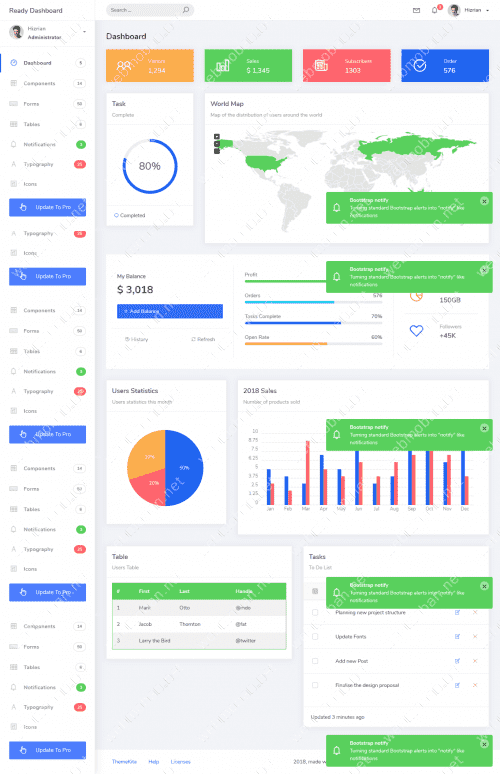 Ready Dashboard
Search ...
Hizrian
Hizrian
Administrator
Dashboard 5
Components 14
Forms 50
Tables 6
Notifications 3
Typography 25
Icons
Update To Pro
Typography 25
Icons
Update To Pro
Components 14
Forms 50
Tables 6
Notifications 3
Typography 25
Icons
Update To Pro
Components 14
Forms 50
Tables 6
Notifications 3
Typography 25
Icons
Update To Pro
Components 14
Forms 50
Tables 6
Notifications 3
Typography 25
Icons
Update To Pro
Dashboard
Visitors
1,294
Sales
$ 1,345
Subscribers
1303
Order
576
Task
Complete
80%
Completed
World Map
Map of the distribution of users around the world
Bootstrap notify
Turning standard Bootstrap alerts into "notify" like
notifications
My Balance
$ 3,018
+ Add Balance
History
Refresh
Profit
Orders 57%
Tasks Complete 70%
Open Rate 60%
Bootstrap notify
Turning standard Bootstrap alerts into "notify" like
notifications
150GB
Followers
+45K
Users Statistics
Users statistics this month
50%
20%
2018 Sales
Number of products sold
10
8.75
7.5
6.25
5
3.75
2.5
1.25
0
Jan Feb Mar Apr May Jun Jul Aug Sep Oct Nov Dec
Bootstrap notify
Turning standard Bootstrap alerts into "notify" like
notifications
Table
Users Table
# First Last Handle
1 Mark Otto @mdo
2 Jacob Thornton @fat
3 Larry the Bird @twitter
Tasks
To Do List
Bootstrap notify
Turning standard Bootstrap alerts into "notify" like
notifications
Planning new project structure
Update Fonts
Add new Post
Finalise the design proposal
Updated 3 minutes ago
Bootstrap notify
Turning standard Bootstrap alerts into "notify" like
notifications
ThemeKita
Help
Licenses
2018, made w